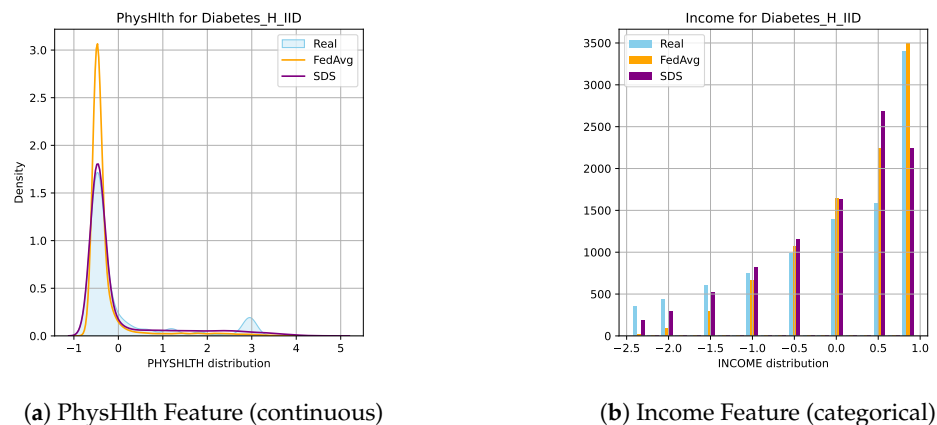 PhysHlth for Diabetes_H_IID
Real
FedAvg
SDS
3.0
2.5
2.0
1.5
1.0
0.5
0.0
Density
−1 0 1 2 3 4 5
PHYSHLTH distribution
(a) PhysHlth Feature (continuous)
Income for Diabetes_H_IID
Real
FedAvg
SDS
3500
3000
2500
2000
1500
1000
500
0
−2.5 −2.0 −1.5 −1.0 −0.5 0.0 0.5 1.0
INCOME distribution
(b) Income Feature (categorical)